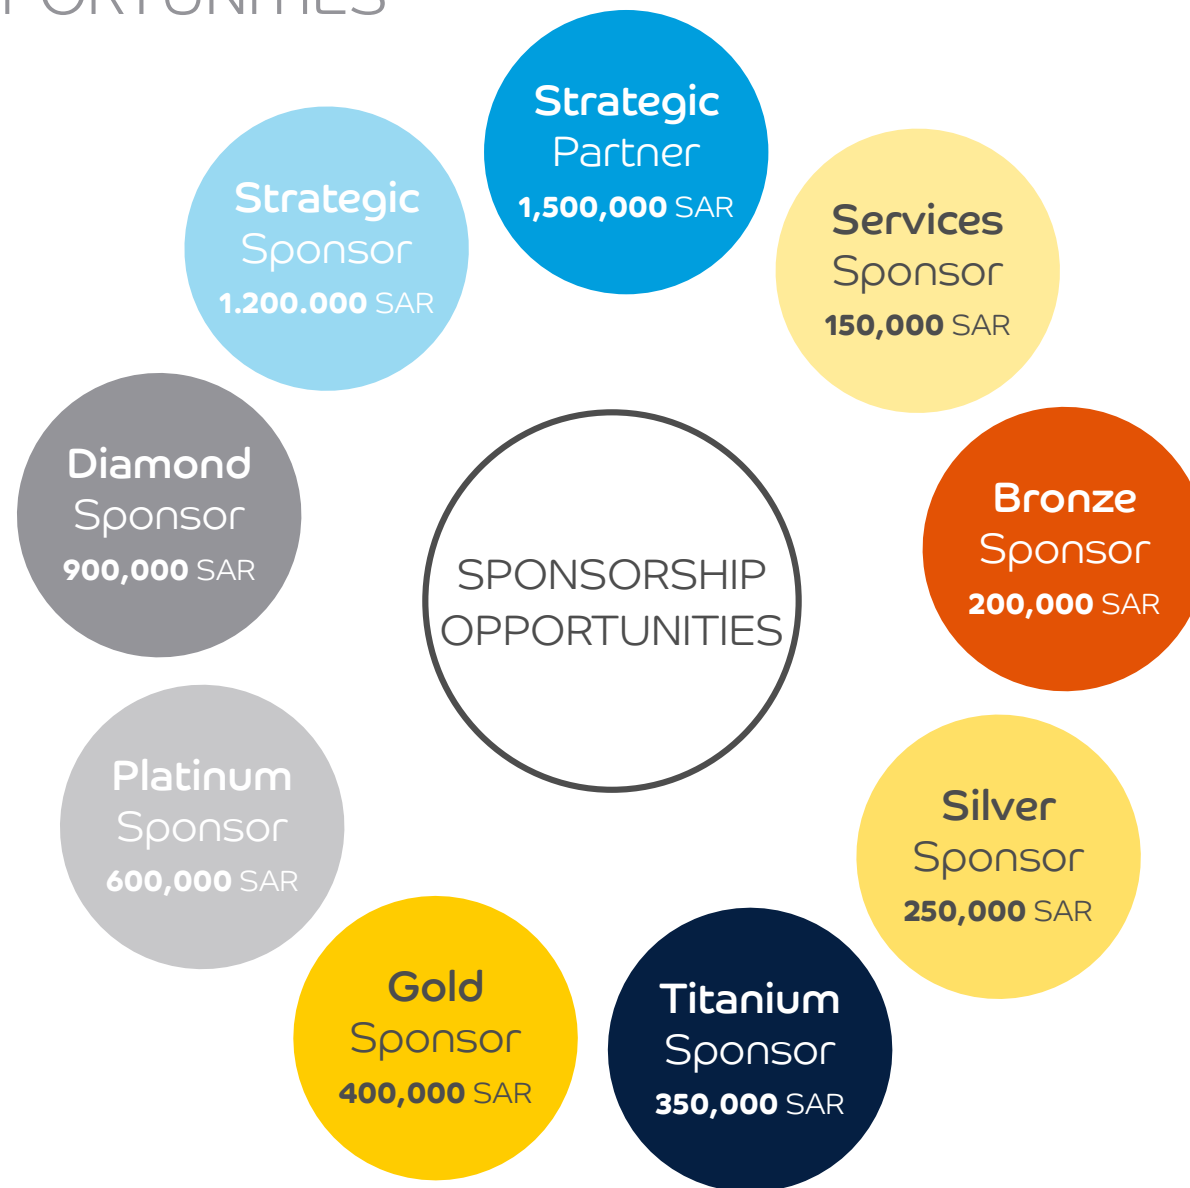 PORTUNITIES
Strategic
Partner
1,500,000 SAR
Strategic
Sponsor
1.200.000 SAR
Services
Sponsor
150,000 SAR
Diamond
Sponsor
900,000 SAR
Bronze
Sponsor
200,000 SAR
SPONSORSHIP
OPPORTUNITIES
Platinum
Sponsor
600,000 SAR
Silver
Sponsor
250,000 SAR
Gold
Sponsor
400,000 SAR
Titanium
Sponsor
350,000 SAR